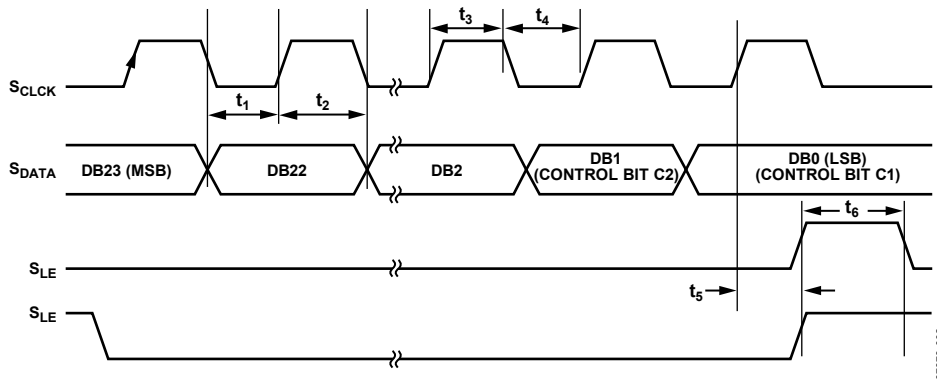 t3
t4
SCLCK
t1
t2
SDATA
DB23 (MSB)
DB22
DB2
DB1
(CONTROL BIT C2)
DB0 (LSB)
(CONTROL BIT C1)
t6
SLE
t5
SLE